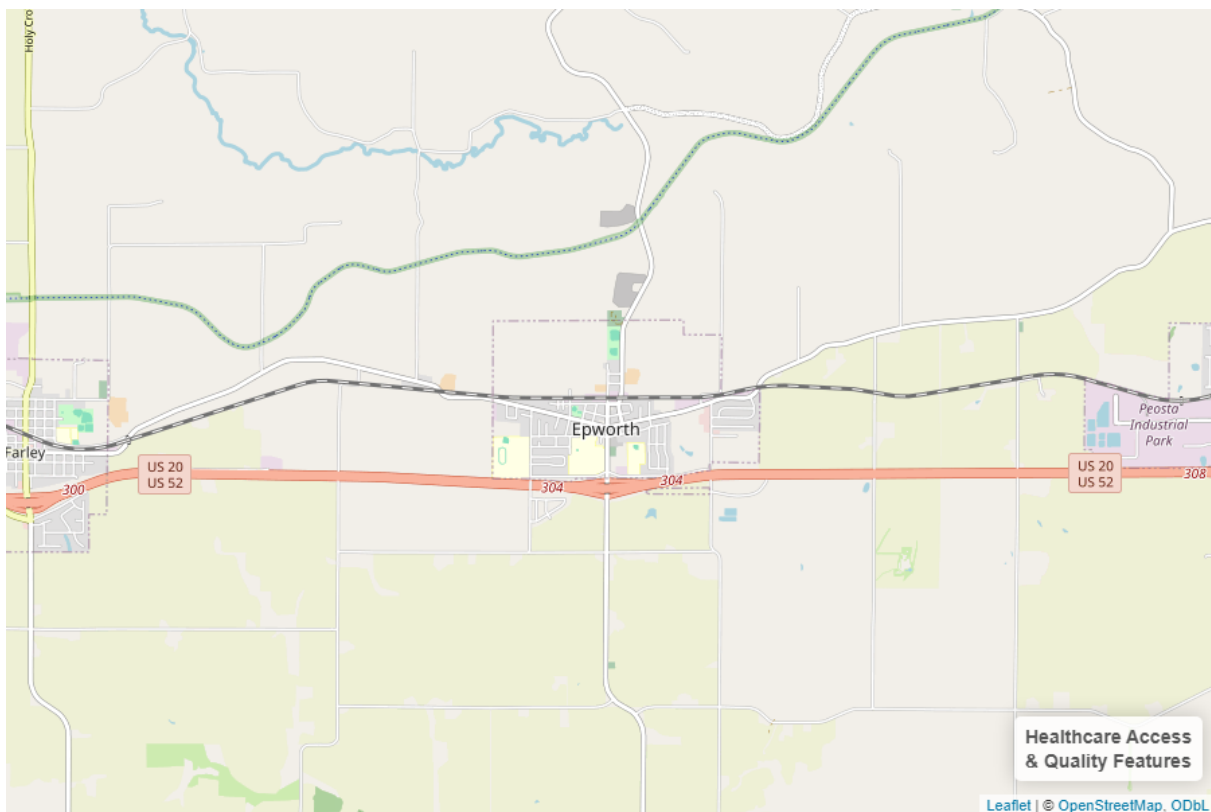 Holy Cro
Epworth
Farley
Peosta
Industrial
Park
US 20
US 52
300
304
304
US 20
US 52
308
Healthcare Access
& Quality Features
Leaflet | © OpenStreetMap, ODbL